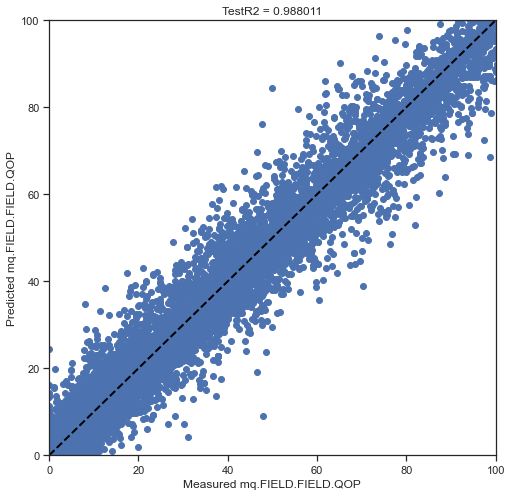 TestR2 = 0.988011
Predicted mq.FIELD.FIELD.QOP
100
80
60
40
20
0
0 20 40 60 80 100
Measured mq.FIELD.FIELD.QOP